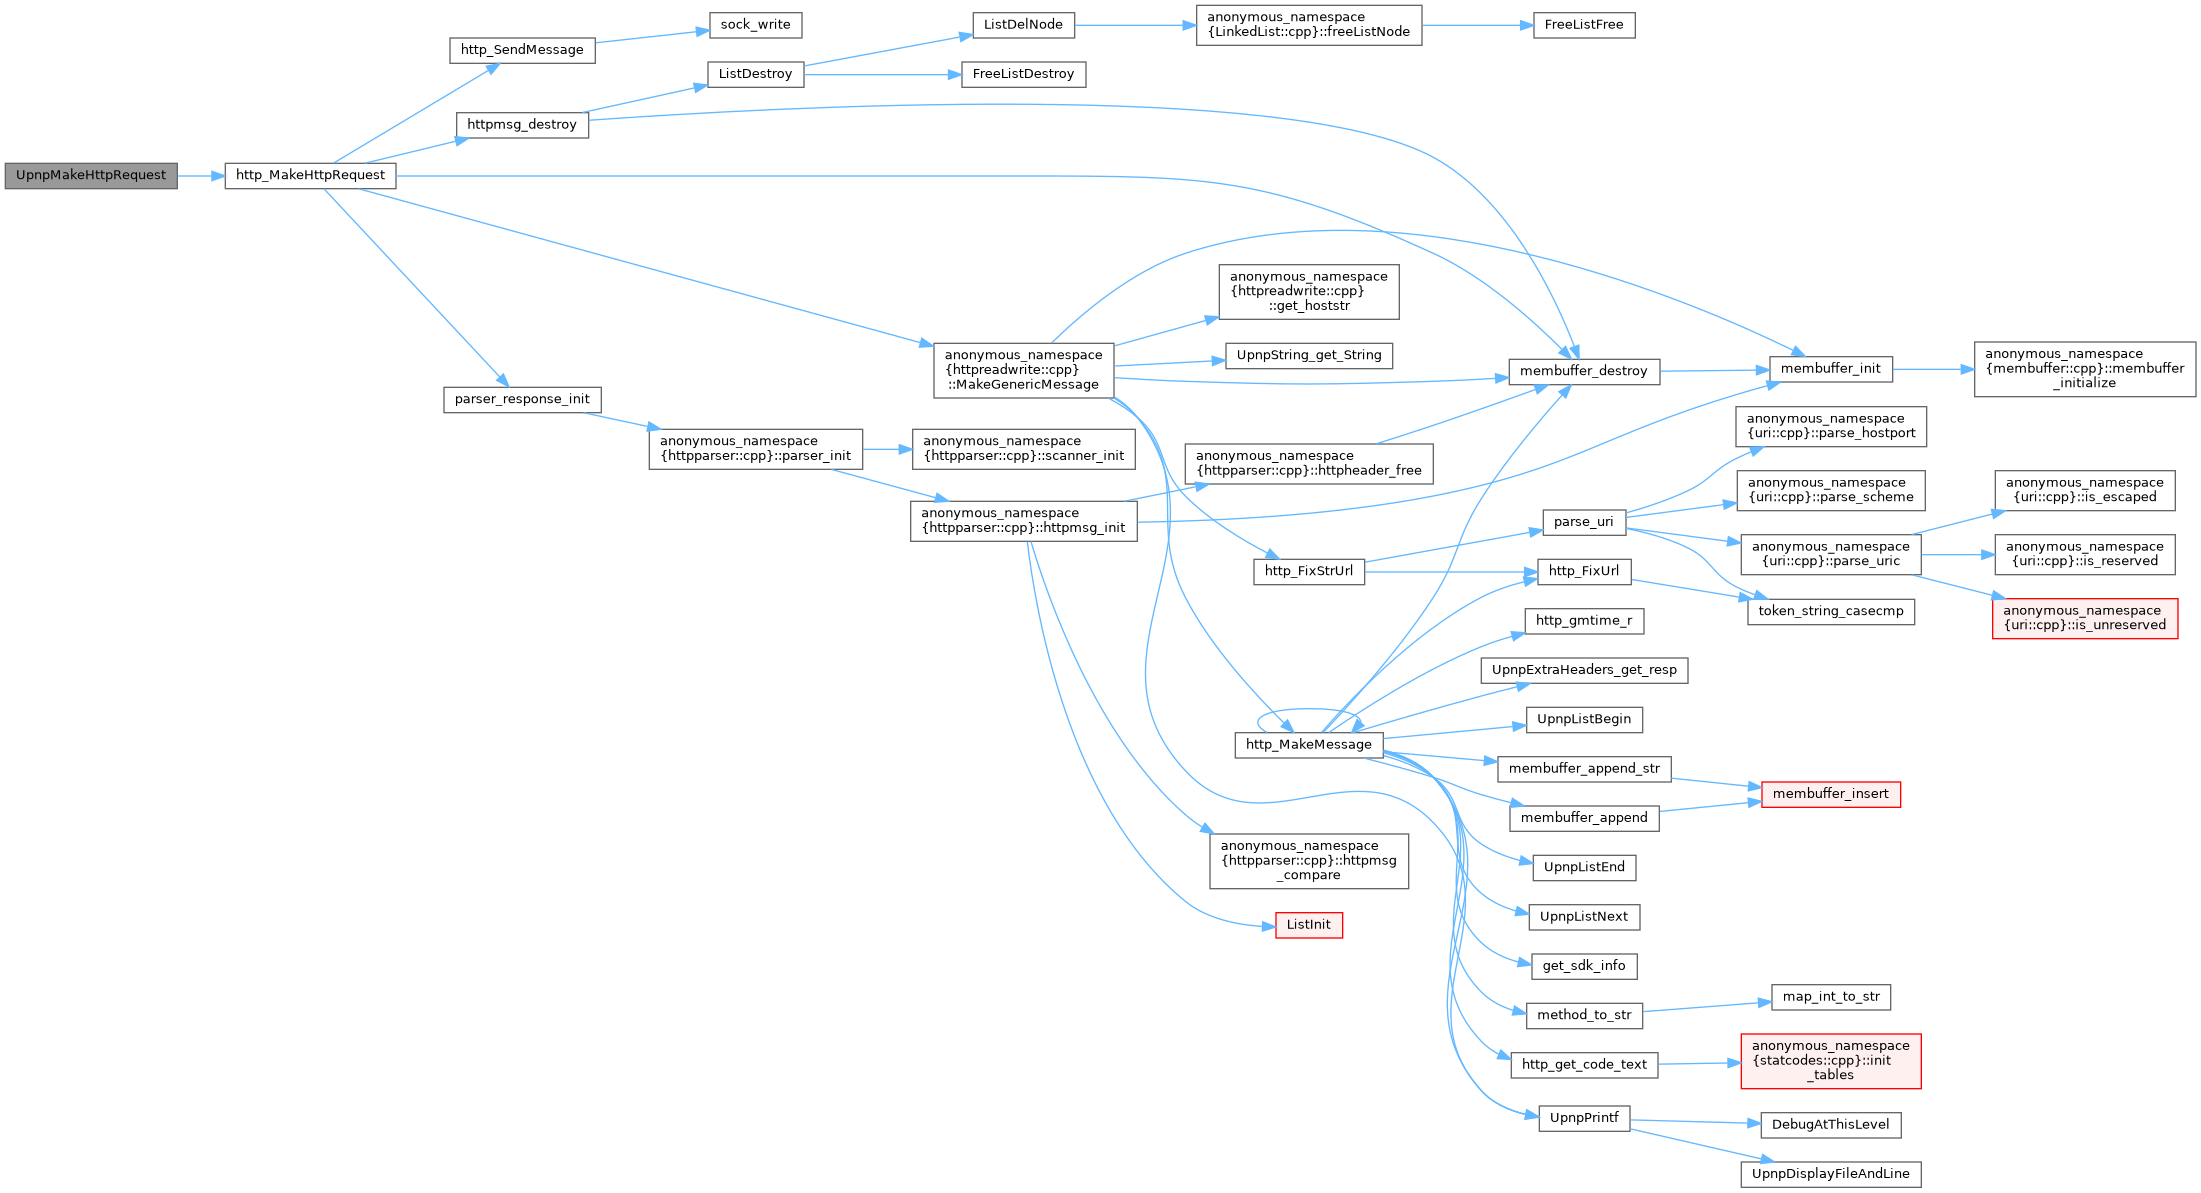 UpnpMakeHttpRequest
http_MakeHttpRequest
http_SendMessage
sock_write
httpmsg_destroy
ListDestroy
ListDelNode
anonymous_namespace
{LinkedList::cpp}::freeListNode
FreeListFree
FreeListDestroy
anonymous_namespace
{httpreadwrite::cpp}
::MakeGenericMessage
anonymous_namespace
{httpreadwrite::cpp}
::get_hoststr
UpnpString_get_String
membuffer_destroy
membuffer_init
anonymous_namespace
{membuffer::cpp}::membuffer
_initialize
parser_response_init
anonymous_namespace
{httpparser::cpp}::parser_init
anonymous_namespace
{httpparser::cpp}::scanner_init
anonymous_namespace
{httpparser::cpp}::httpmsg_init
anonymous_namespace
{httpparser::cpp}::httpheader_free
http_FixStrUrl
parse_uri
http_FixUrl
anonymous_namespace
{uri::cpp}::parse_hostport
anonymous_namespace
{uri::cpp}::parse_scheme
anonymous_namespace
{uri::cpp}::parse_uric
token_string_casecmp
anonymous_namespace
{uri::cpp}::is_escaped
anonymous_namespace
{uri::cpp}::is_reserved
anonymous_namespace
{uri::cpp}::is_unreserved
http_MakeMessage
http_gmtime_r
UpnpExtraHeaders_get_resp
UpnpListBegin
membuffer_append_str
membuffer_append
membuffer_insert
UpnpListEnd
UpnpListNext
get_sdk_info
method_to_str
map_int_to_str
http_get_code_text
anonymous_namespace
{statcodes::cpp}::init
_tables
UpnpPrintf
DebugAtThisLevel
UpnpDisplayFileAndLine
anonymous_namespace
{httpparser::cpp}::httpmsg
_compare
ListInit